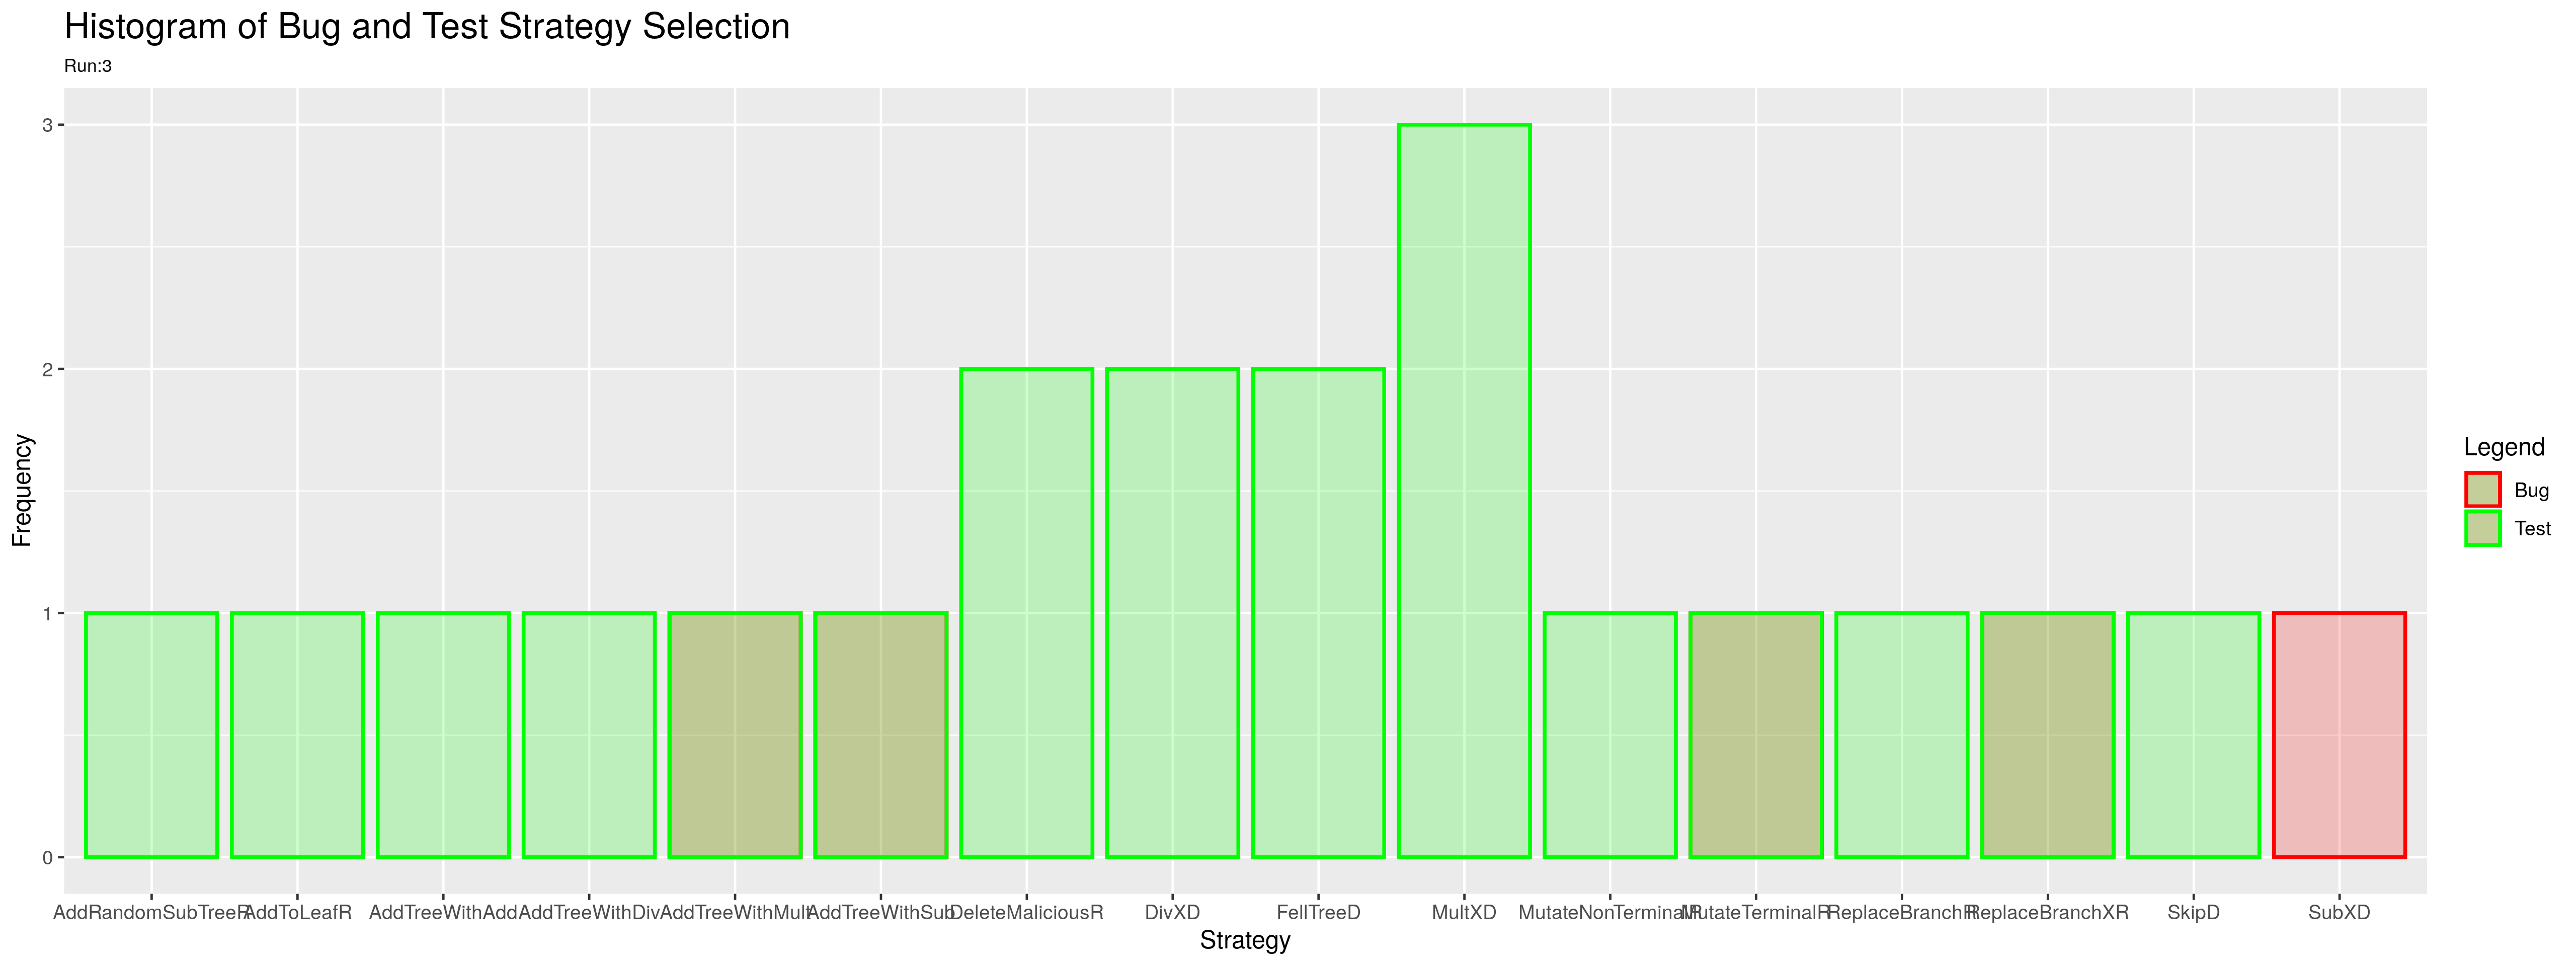 Histogram of Bug and Test Strategy Selection
Run:3
Frequency
3
2
1
0
AddRandomSubTreeR AddToLeafR AddTreeWithAdd AddTreeWithDiv AddTreeWithMult AddTreeWithSub DeleteMaliciousR DivXD FellTreeD MultXD MutateNonTerminalR MutateTerminalR ReplaceBranchR ReplaceBranchXR SkipD SubXD
Strategy
Legend
Bug
Test